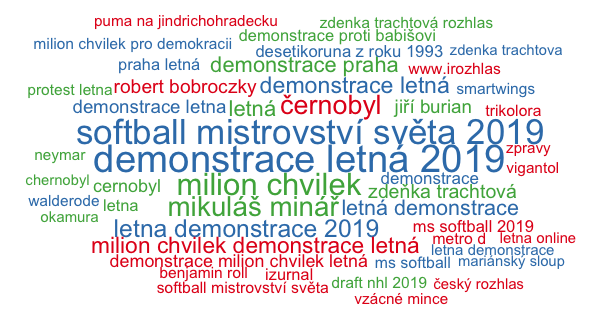 puma na jindrichohradecku
zdenka trachtová rozhlas
demonstrace proti babišovi
milion chvilek pro demokracii
desetikoruna z roku 1993
zdenka trachtova
praha letná
demonstrace praha
www.irozhlas
protest letna
robert bobroczky
demonstrace letná
smartwings
demonstrace letna
letná
černobyl
jiří burian
trikolora
softball mistrovství světa 2019
neymar
demonstrace letná 2019
zpravy
vigantol
chernobyl
cernobyl
milion chvilek
demonstrace
zdeňka trachtová
walderode
letna
mikuláš minář
letná demonstrace
okamura
letna demonstrace 2019
ms softball 2019
milion chvilek demonstrace letná
metro d
letna online
letna demonstrace
demonstrace milion chvilek letná
ms softball
mariánský sloup
benjamin roll
izurnal
softball mistrovství světa
draft nhl 2019
český rozhlas
vzácné mince